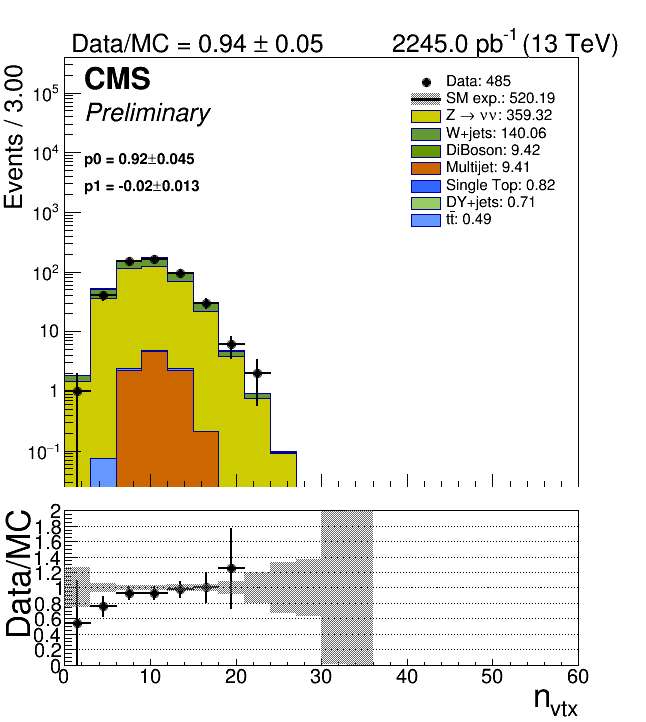 Data/MC = 0.94 ± 0.05
2245.0 pb⁻¹ (13 TeV)
CMS
Preliminary
p0 = 0.92±0.045
p1 = -0.02±0.013
Data: 485
SM exp.: 520.19
Z → νν: 359.32
W+jets: 140.06
DiBoson: 9.42
Multijet: 9.41
Single Top: 0.82
DY+jets: 0.71
tt̄: 0.49
Events / 3.00
10⁵
10⁴
10³
10²
10
1
10⁻¹
Data/MC
2
1.8
1.6
1.4
1.2
1
0.8
0.6
0.4
0.2
0
0 10 20 30 40 50 60
n_vtx